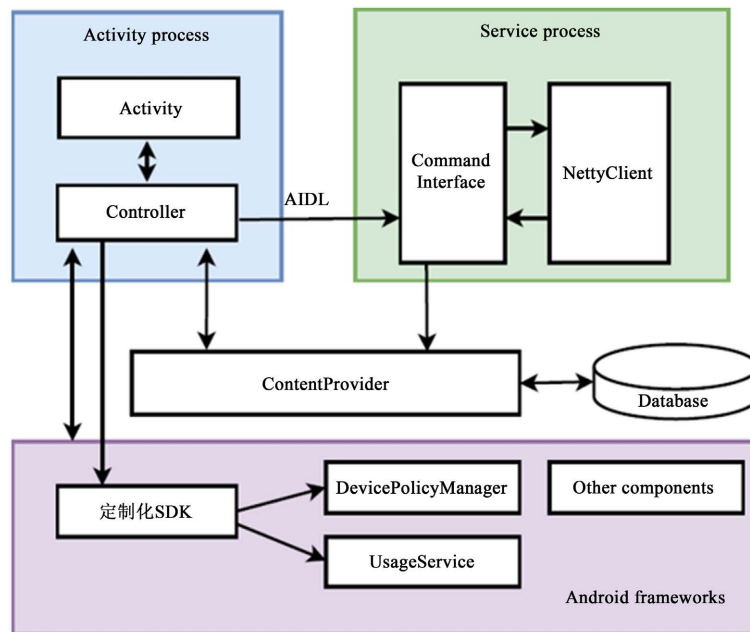 Activity process
Service process
Activity
Command
Interface
NettyClient
Controller
AIDL
ContentProvider
Database
定制化SDK
DevicePolicyManager
Other components
UsageService
Android frameworks